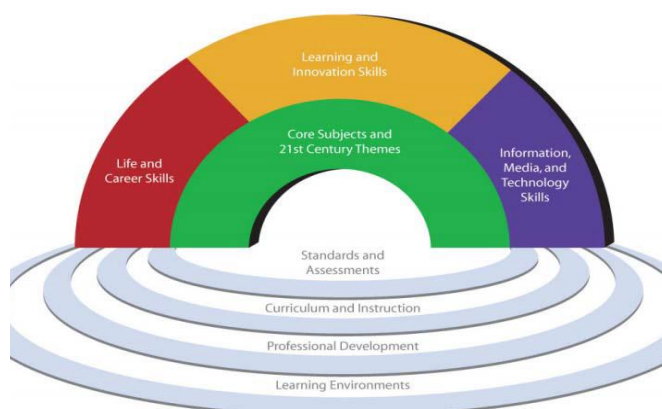 Learning and
Innovation Skills
Core Subjects and
21st Century Themes
Life and
Career Skills
Information,
Media, and
Technology
Skills
Standards and
Assessments
Curriculum and Instruction
Professional Development
Learning Environments